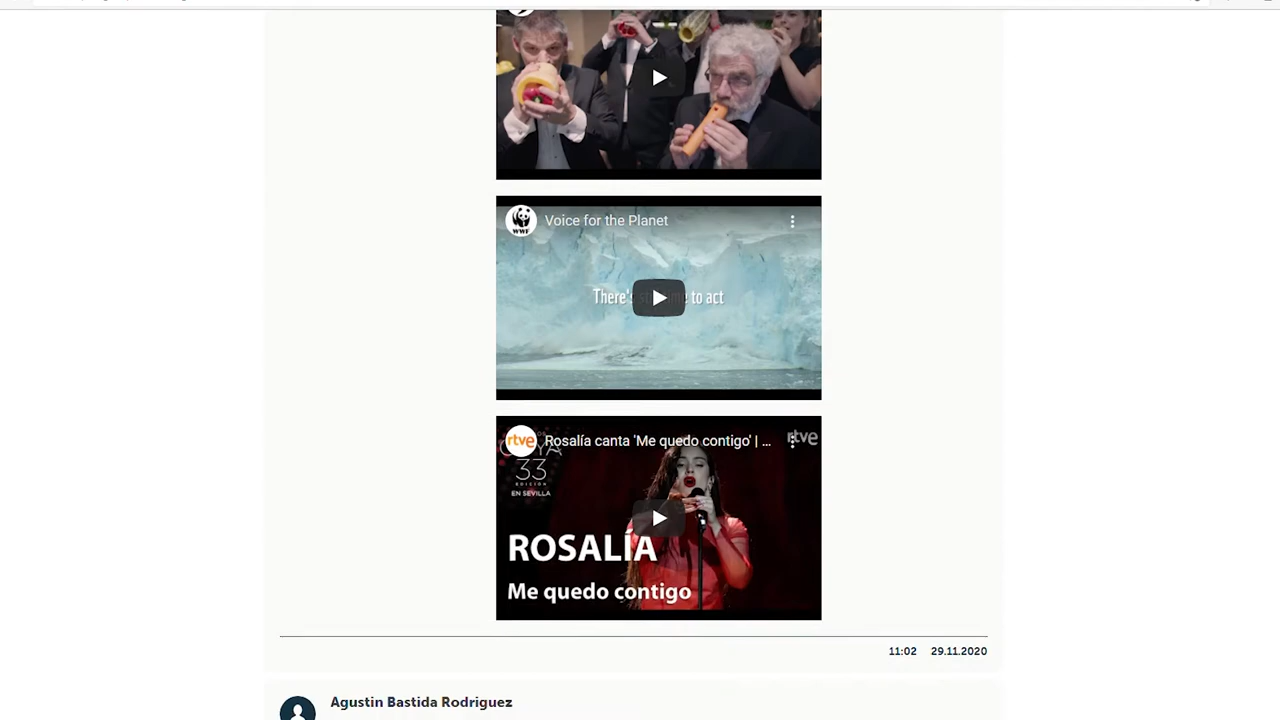 WWF
Voice for the Planet
There's
to act
rtve
Rosalía canta 'Me quedo contigo' | ...
rtve
33
EDICIÓN
EN SEVILLA
ROSALÍA
Me quedo contigo
11:02 29.11.2020
Agustin Bastida Rodriguez